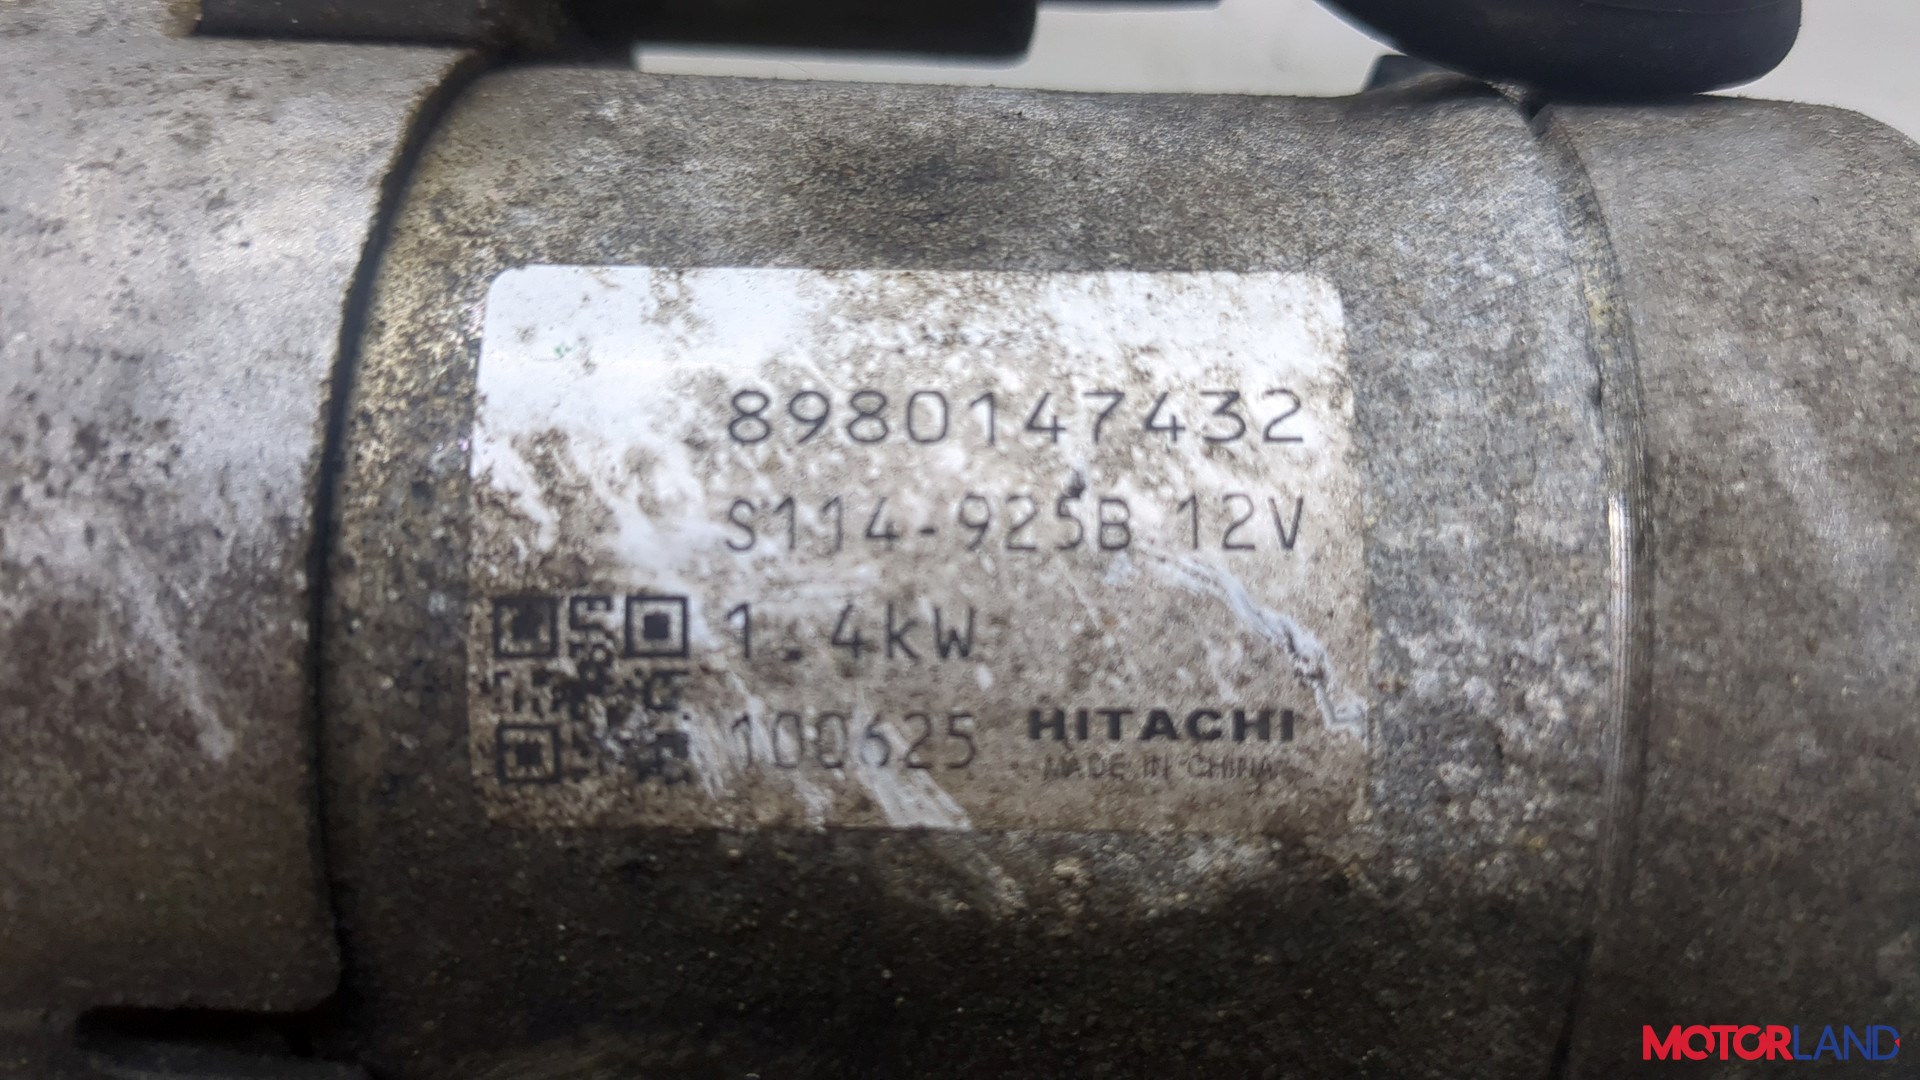 8980147432
S114-925B 12V
1.4kW
100625 HITACHI
MADE IN CHINA
MOTORLAND